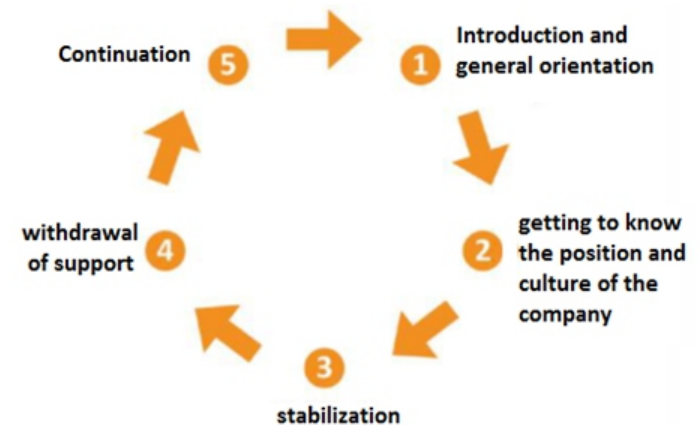 1
Introduction and
general orientation
2
getting to know
the position and
culture of the
company
3
stabilization
4
withdrawal
of support
5
Continuation